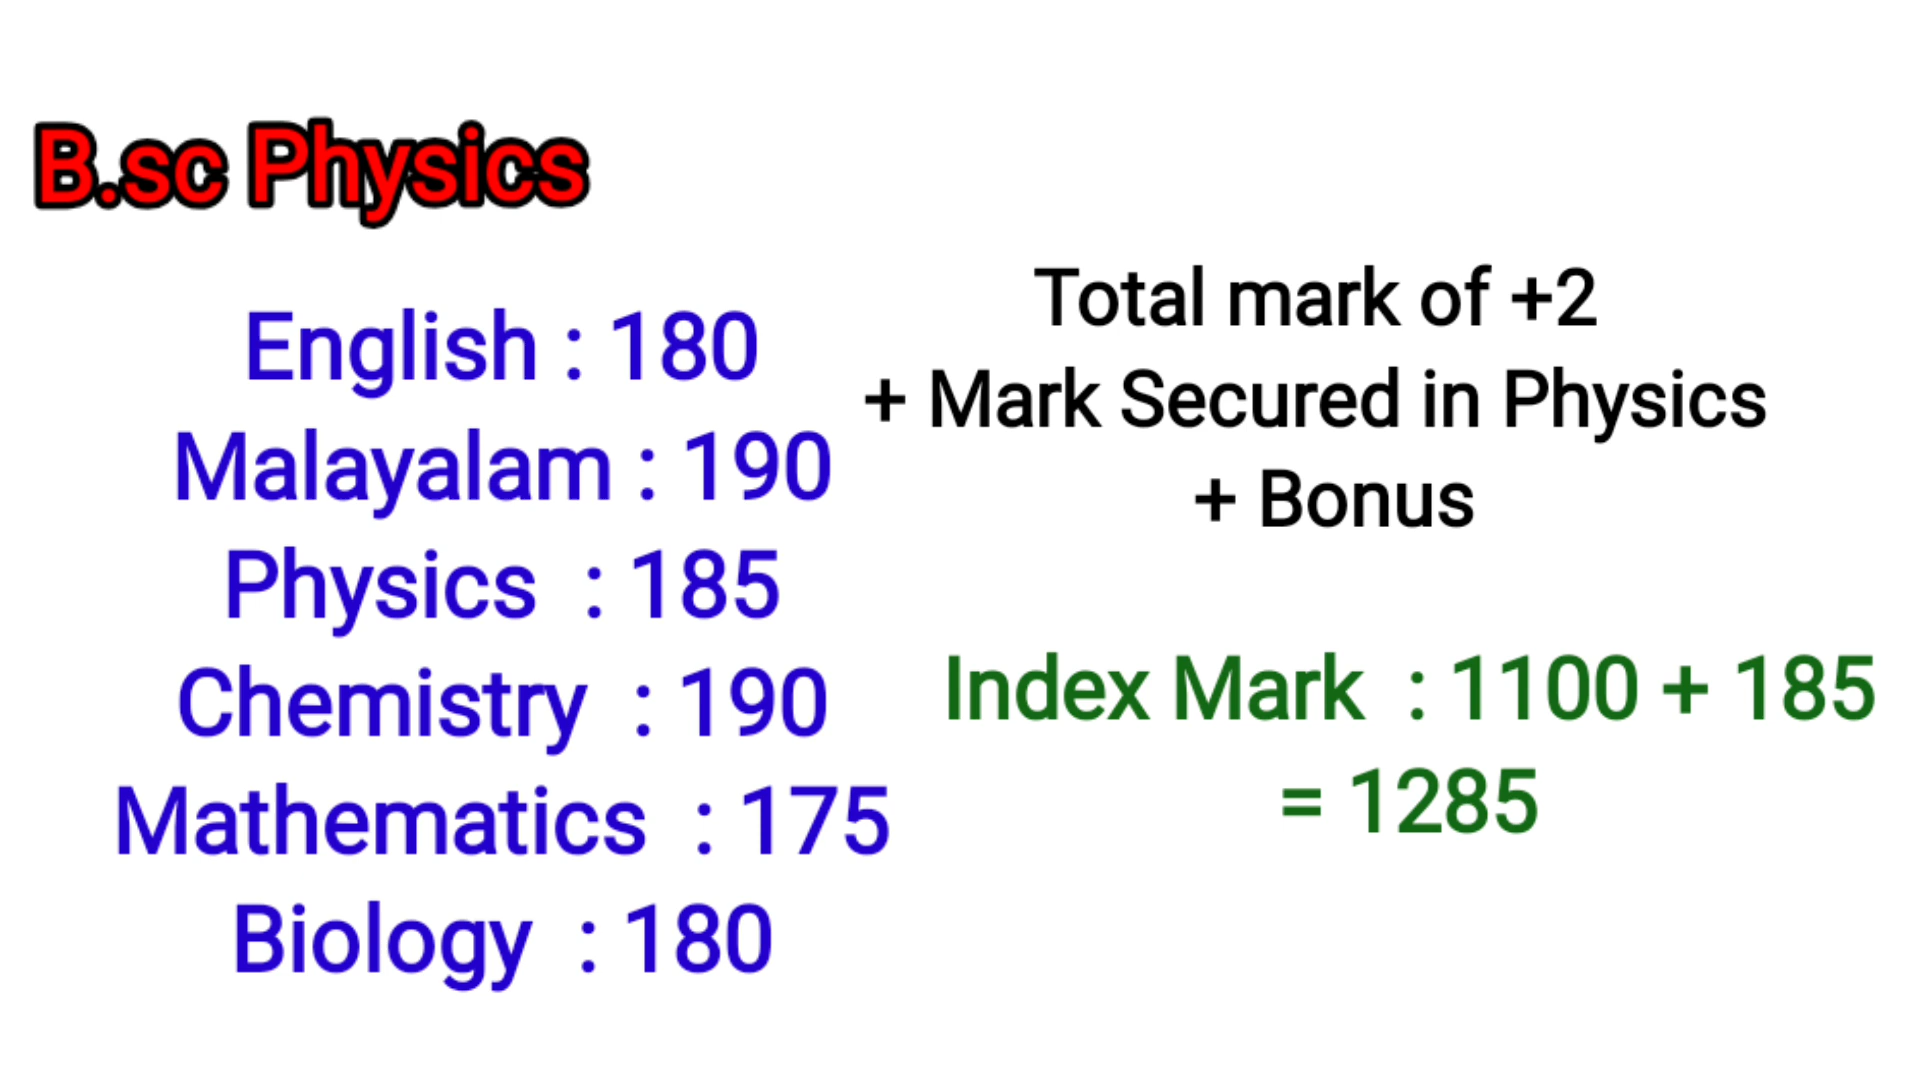 B.sc Physics
English : 180
Malayalam : 190
Physics : 185
Chemistry : 190
Mathematics : 175
Biology : 180
Total mark of +2
+ Mark Secured in Physics
+ Bonus
Index Mark : 1100 + 185
= 1285